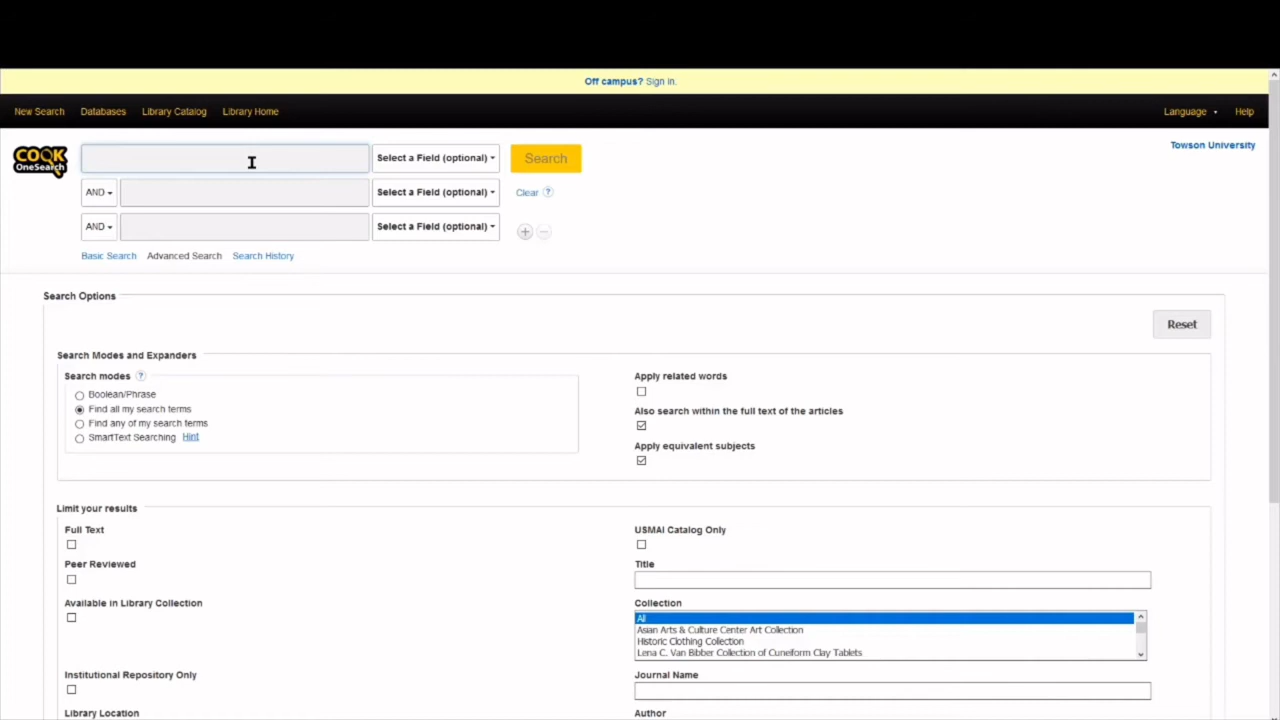 Off campus? Sign in.
New Search Databases Library Catalog Library Home Language Help
Towson University
COOK
OneSearch
Select a Field (optional) Search
AND Select a Field (optional) Clear ?
AND Select a Field (optional) + −
Basic Search Advanced Search Search History
Search Options
Reset
Search Modes and Expanders
Search modes ?
Boolean/Phrase
Find all my search terms
Find any of my search terms
SmartText Searching Hint
Apply related words
Also search within the full text of the articles
Apply equivalent subjects
Limit your results
Full Text
Peer Reviewed
Available in Library Collection
Institutional Repository Only
Library Location
USMAI Catalog Only
Title
Collection
All
Asian Arts & Culture Center Art Collection
Historic Clothing Collection
Lena C. Van Bibber Collection of Cuneiform Clay Tablets
Journal Name
Author